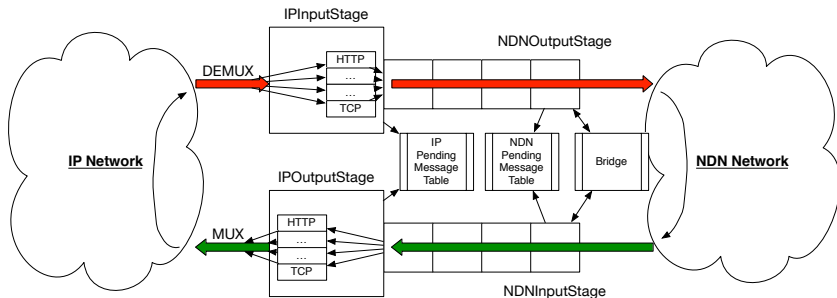 IPInputStage
NDNOutputStage
DEMUX
HTTP
...
...
TCP
IP Network
IP
Pending
Message
Table
NDN
Pending
Message
Table
Bridge
NDN Network
IPOutputStage
MUX
HTTP
...
...
TCP
NDNInputStage